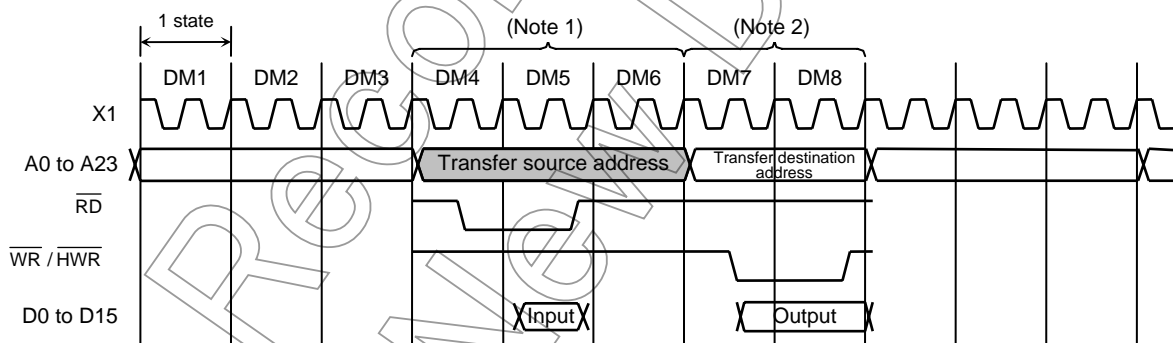 1 state
(Note 1)
(Note 2)
DM1 DM2 DM3 DM4 DM5 DM6 DM7 DM8
X1
A0 to A23 Transfer source address Transfer destination address
RD
WR / HWR
D0 to D15 Input Output